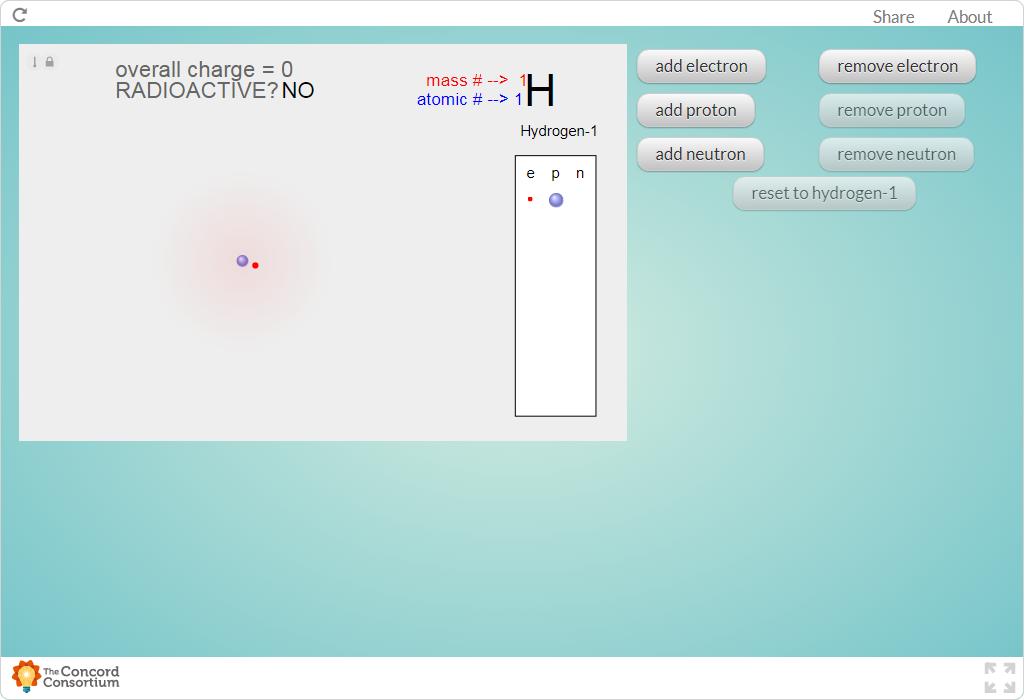 Share About
overall charge = 0
RADIOACTIVE? NO
mass # --> 1
atomic # --> 1
H
Hydrogen-1
e p n
add electron remove electron
add proton remove proton
add neutron remove neutron
reset to hydrogen-1
The Concord
Consortium